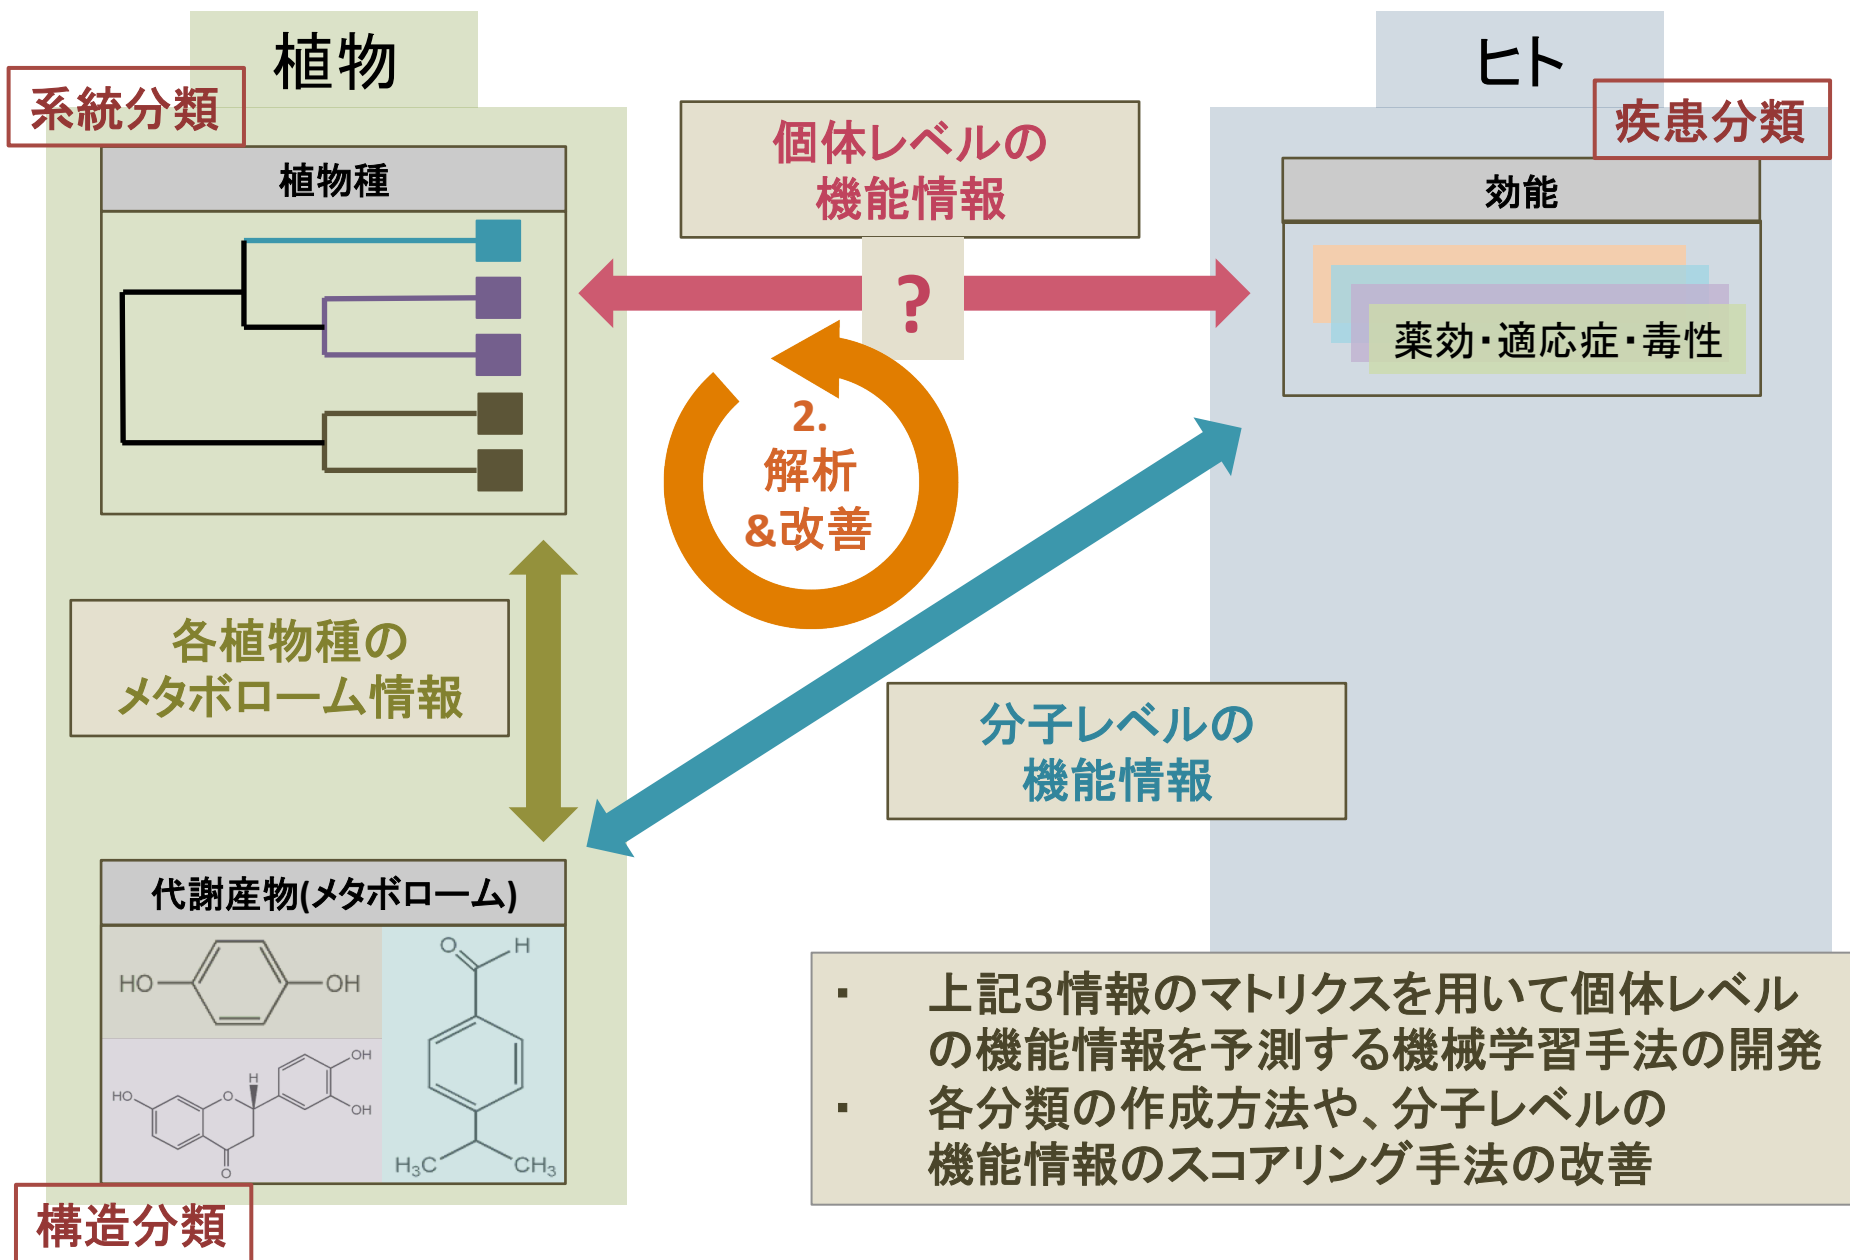 植物
ヒト
系統分類
疾患分類
植物種
個体レベルの
機能情報
効能
?
薬効・適応症・毒性
2.
解析
&改善
各植物種の
メタボローム情報
分子レベルの
機能情報
代謝産物(メタボローム)
HO
OH
O
H
HO
O
H
OH
OH
O
H₃C
CH₃
構造分類
▪ 上記３情報のマトリクスを用いて個体レベル
の機能情報を予測する機械学習手法の開発
▪ 各分類の作成方法や、分子レベルの
機能情報のスコアリング手法の改善